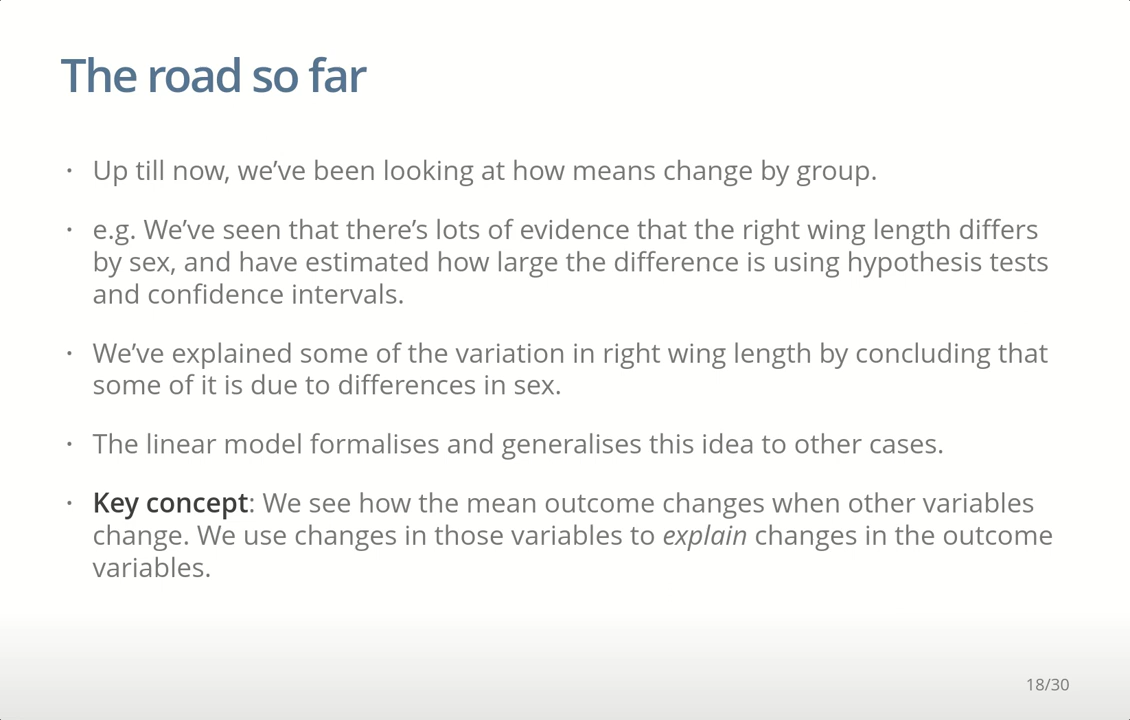 The road so far
· Up till now, we’ve been looking at how means change by group.
· e.g. We’ve seen that there’s lots of evidence that the right wing length differs
by sex, and have estimated how large the difference is using hypothesis tests
and confidence intervals.
· We’ve explained some of the variation in right wing length by concluding that
some of it is due to differences in sex.
· The linear model formalises and generalises this idea to other cases.
· Key concept: We see how the mean outcome changes when other variables
change. We use changes in those variables to explain changes in the outcome
variables.
18/30